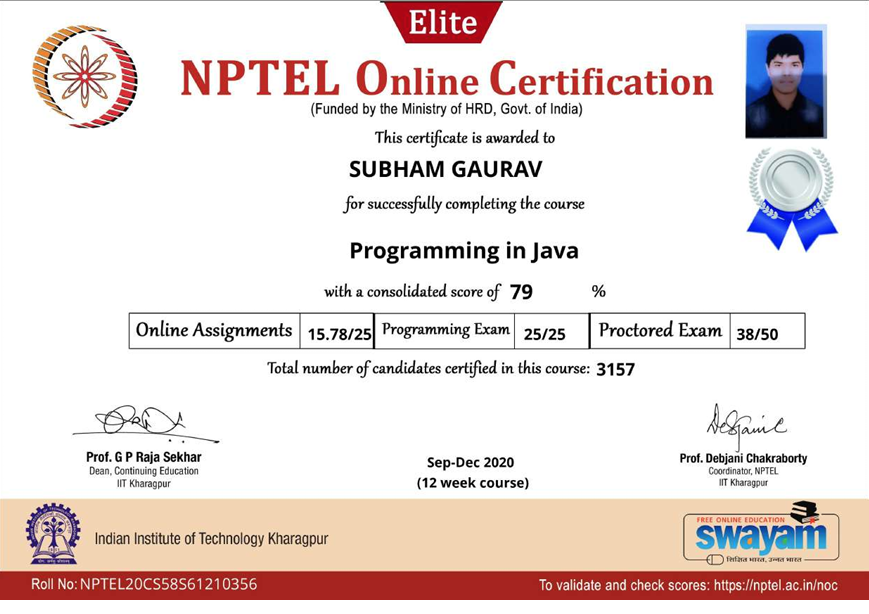 Elite
NPTEL Online Certification
(Funded by the Ministry of HRD, Govt. of India)
This certificate is awarded to
SUBHAM GAURAV
for successfully completing the course
Programming in Java
with a consolidated score of 79 %
Online Assignments 15.78/25 Programming Exam 25/25 Proctored Exam 38/50
Total number of candidates certified in this course: 3157
Prof. G P Raja Sekhar
Dean, Continuing Education
IIT Kharagpur
Sep-Dec 2020
(12 week course)
Prof. Debjani Chakraborty
Coordinator, NPTEL
IIT Kharagpur
Indian Institute of Technology Kharagpur
FREE ONLINE EDUCATION
swayam
शिक्षित भारत, उन्नत भारत
Roll No: NPTEL20CS58S61210356
To validate and check scores: https://nptel.ac.in/noc